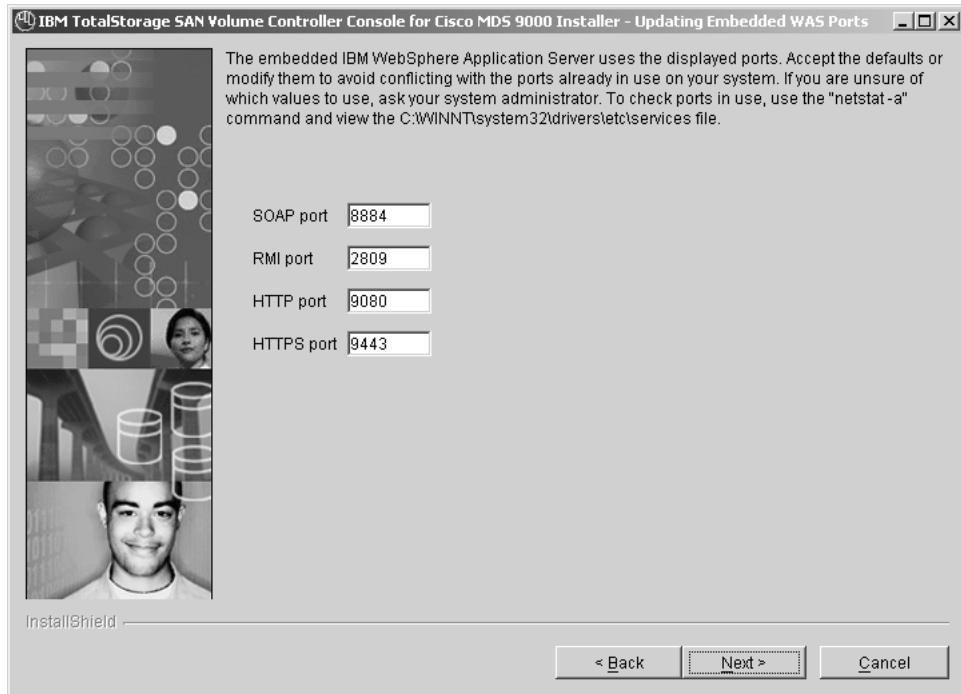 IBM TotalStorage SAN Volume Controller Console for Cisco MDS 9000 Installer - Updating Embedded WAS Ports
The embedded IBM WebSphere Application Server uses the displayed ports. Accept the defaults or
modify them to avoid conflicting with the ports already in use on your system. If you are unsure of
which values to use, ask your system administrator. To check ports in use, use the "netstat -a"
command and view the C:\WINNT\system32\drivers\etc\services file.
SOAP port 8884
RMI port 2809
HTTP port 9080
HTTPS port 9443
InstallShield
< Back Next > Cancel